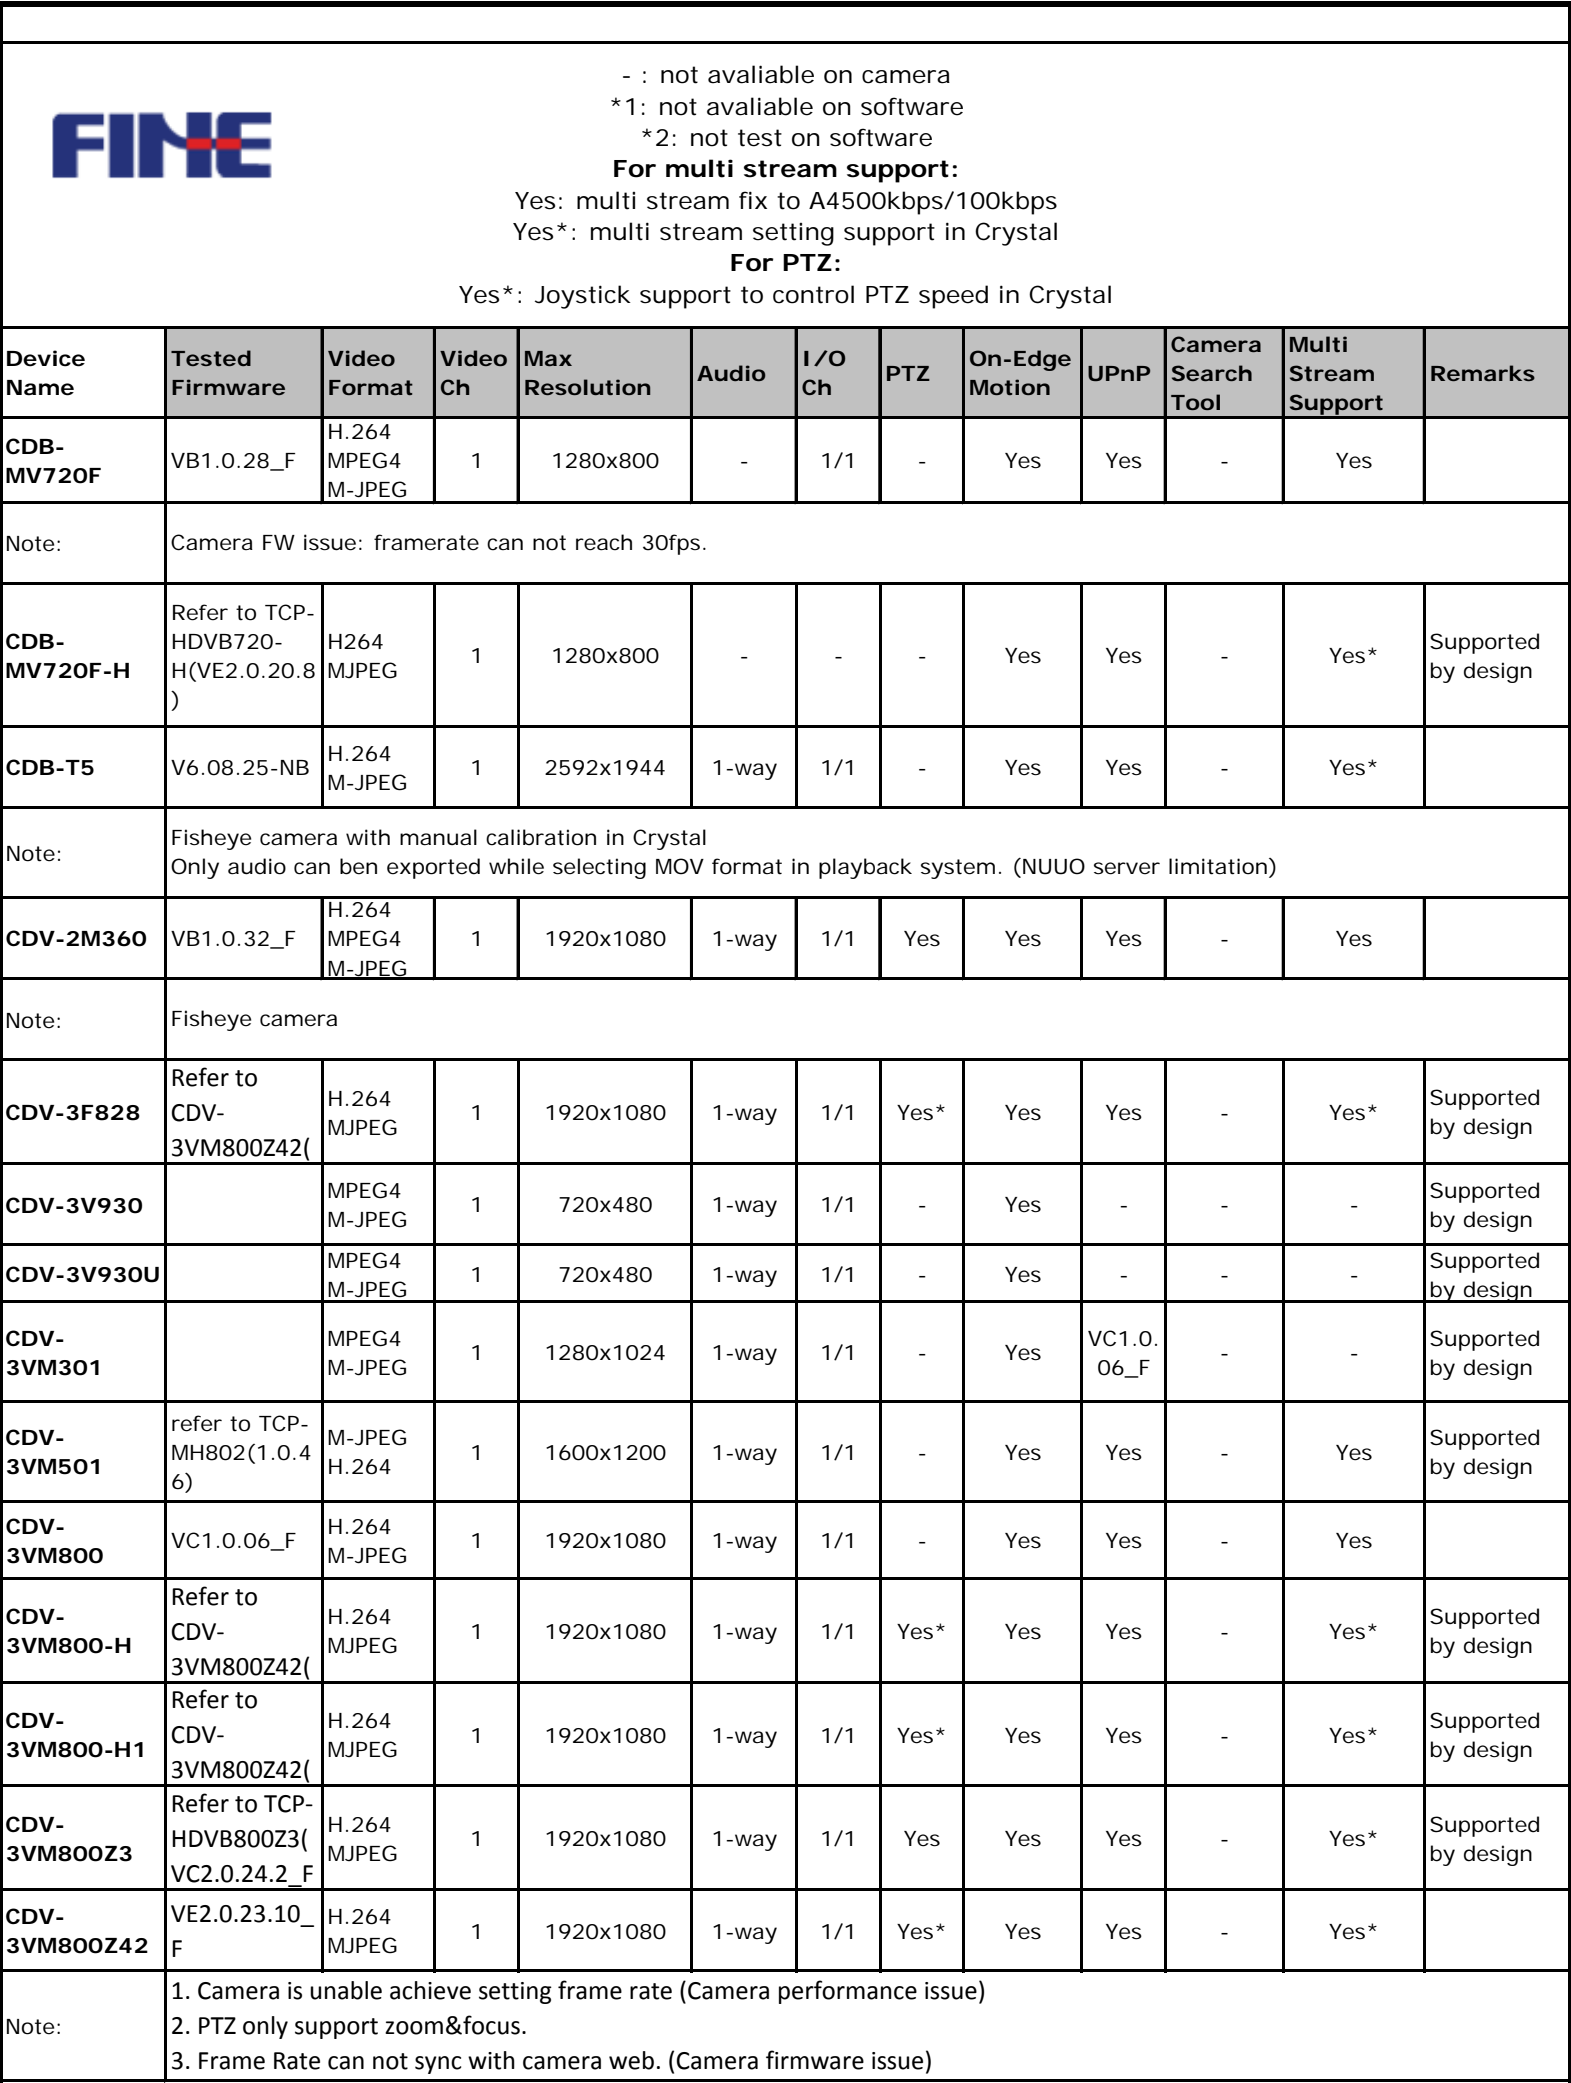 FINE
- : not avaliable on camera
*1: not avaliable on software
*2: not test on software
For multi stream support:
Yes: multi stream fix to A4500kbps/100kbps
Yes*: multi stream setting support in Crystal
For PTZ:
Yes*: Joystick support to control PTZ speed in Crystal
Device Name Tested Firmware Video Format Video Ch Max Resolution Audio I/O Ch PTZ On-Edge Motion UPnP Camera Search Tool Multi Stream Support Remarks
CDB-MV720F VB1.0.28_F H.264 MPEG4 M-JPEG 1 1280x800 - 1/1 - Yes Yes - Yes
Note: Camera FW issue: framerate can not reach 30fps.
CDB-MV720F-H Refer to TCP-HDVB720-H(VE2.0.20.8) H264 MJPEG 1 1280x800 - - - Yes Yes - Yes* Supported by design
CDB-T5 V6.08.25-NB H.264 M-JPEG 1 2592x1944 1-way 1/1 - Yes Yes - Yes*
Note: Fisheye camera with manual calibration in Crystal
Only audio can ben exported while selecting MOV format in playback system. (NUUO server limitation)
CDV-2M360 VB1.0.32_F H.264 MPEG4 M-JPEG 1 1920x1080 1-way 1/1 Yes Yes Yes - Yes
Note: Fisheye camera
CDV-3F828 Refer to CDV-3VM800Z42( H.264 MJPEG 1 1920x1080 1-way 1/1 Yes* Yes Yes - Yes* Supported by design
CDV-3V930 MPEG4 M-JPEG 1 720x480 1-way 1/1 - Yes - - - Supported by design
CDV-3V930U MPEG4 M-JPEG 1 720x480 1-way 1/1 - Yes - - - Supported by design
CDV-3VM301 MPEG4 M-JPEG 1 1280x1024 1-way 1/1 - Yes VC1.0.06_F - - Supported by design
CDV-3VM501 refer to TCP-MH802(1.0.46) M-JPEG H.264 1 1600x1200 1-way 1/1 - Yes Yes - Yes Supported by design
CDV-3VM800 VC1.0.06_F H.264 M-JPEG 1 1920x1080 1-way 1/1 - Yes Yes - Yes
CDV-3VM800-H Refer to CDV-3VM800Z42( H.264 MJPEG 1 1920x1080 1-way 1/1 Yes* Yes Yes - Yes* Supported by design
CDV-3VM800-H1 Refer to CDV-3VM800Z42( H.264 MJPEG 1 1920x1080 1-way 1/1 Yes* Yes Yes - Yes* Supported by design
CDV-3VM800Z3 Refer to TCP-HDVB800Z3(VC2.0.24.2_F H.264 MJPEG 1 1920x1080 1-way 1/1 Yes Yes Yes - Yes* Supported by design
CDV-3VM800Z42 VE2.0.23.10_F H.264 MJPEG 1 1920x1080 1-way 1/1 Yes* Yes Yes - Yes*
Note: 1. Camera is unable achieve setting frame rate (Camera performance issue)
2. PTZ only support zoom&focus.
3. Frame Rate can not sync with camera web. (Camera firmware issue)